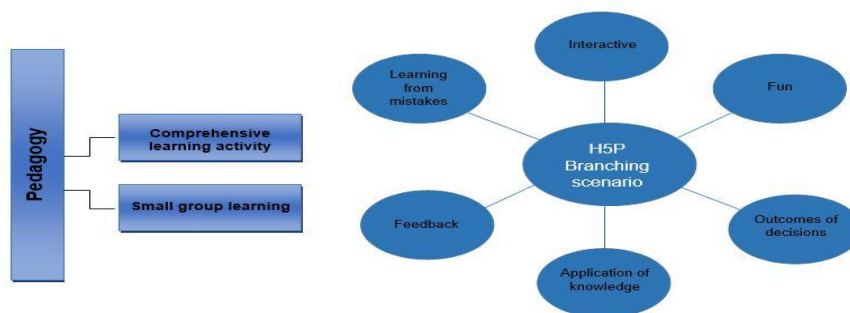 Pedagogy
Comprehensive
learning activity
Small group learning
Interactive
Learning
from
mistakes
Fun
H5P
Branching
scenario
Feedback
Outcomes of
decisions
Application of
knowledge